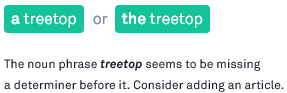 a treetop or the treetop
The noun phrase treetop seems to be missing
a determiner before it. Consider adding an article.